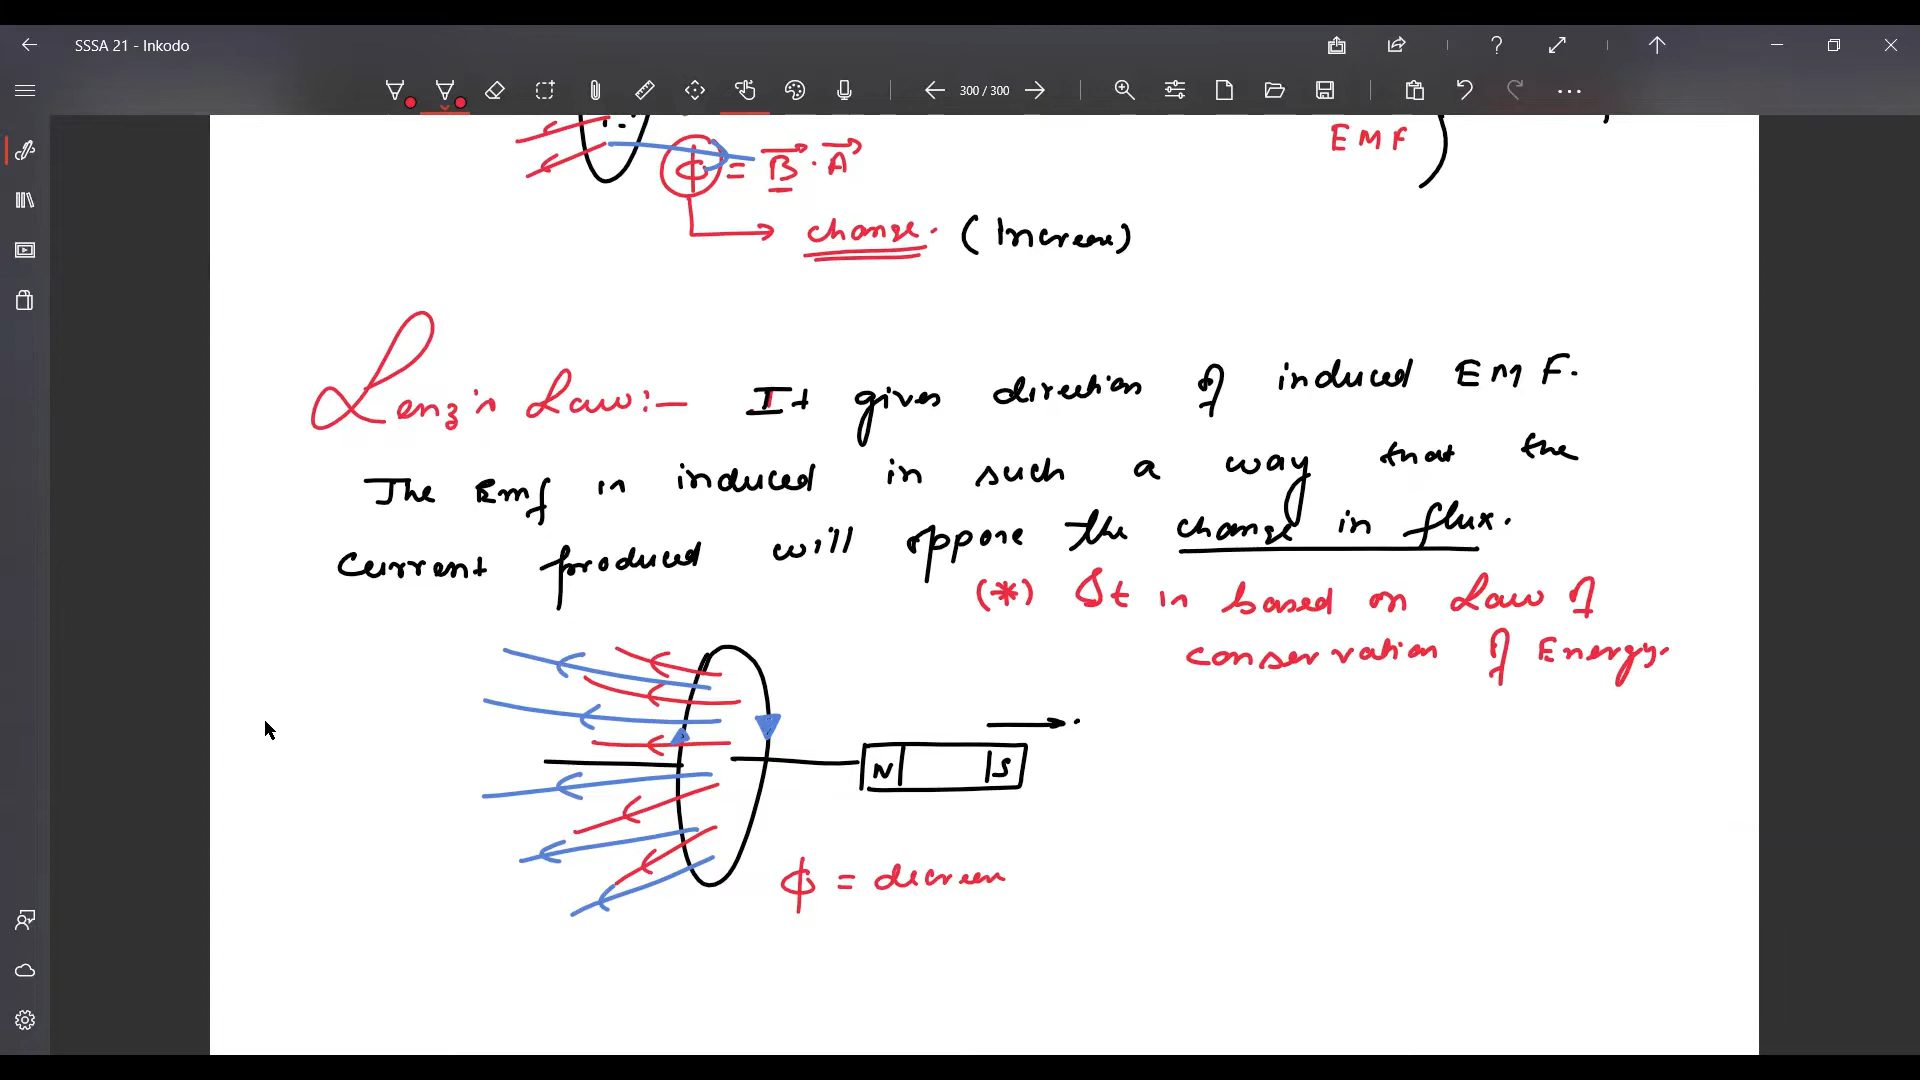 SSSA 21 - Inkodo
300 / 300
EMF
ϕ = B⃗ · A⃗
change. (Increase)
Lenz's Law:- It gives direction of induced EMF.
The Emf is induced in such a way that the
current produced will oppose the change in flux.
(*) It is based on Law of
conservation of Energy.
N S
ϕ = decrease